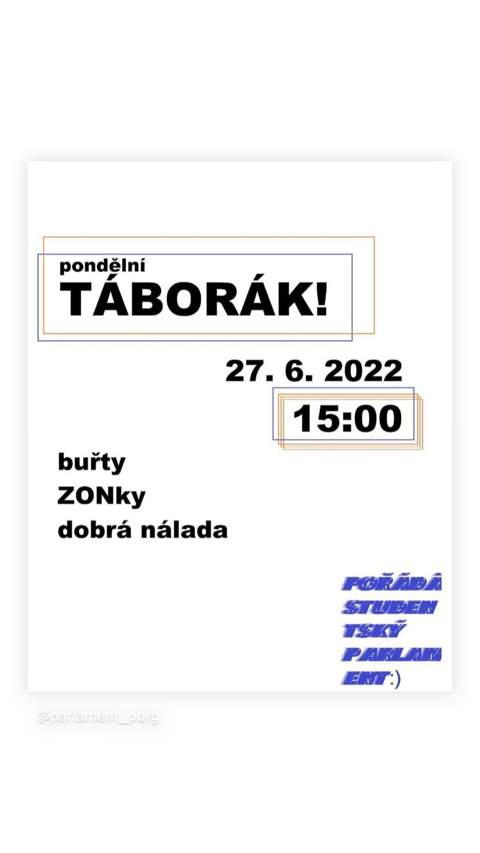 pondělní
TÁBORÁK!
27. 6. 2022
15:00
buřty
ZONky
dobrá nálada
POŘÁDÁ
STUDEN
TSKÝ
PARLAM
ENT:)
@parlament_porg